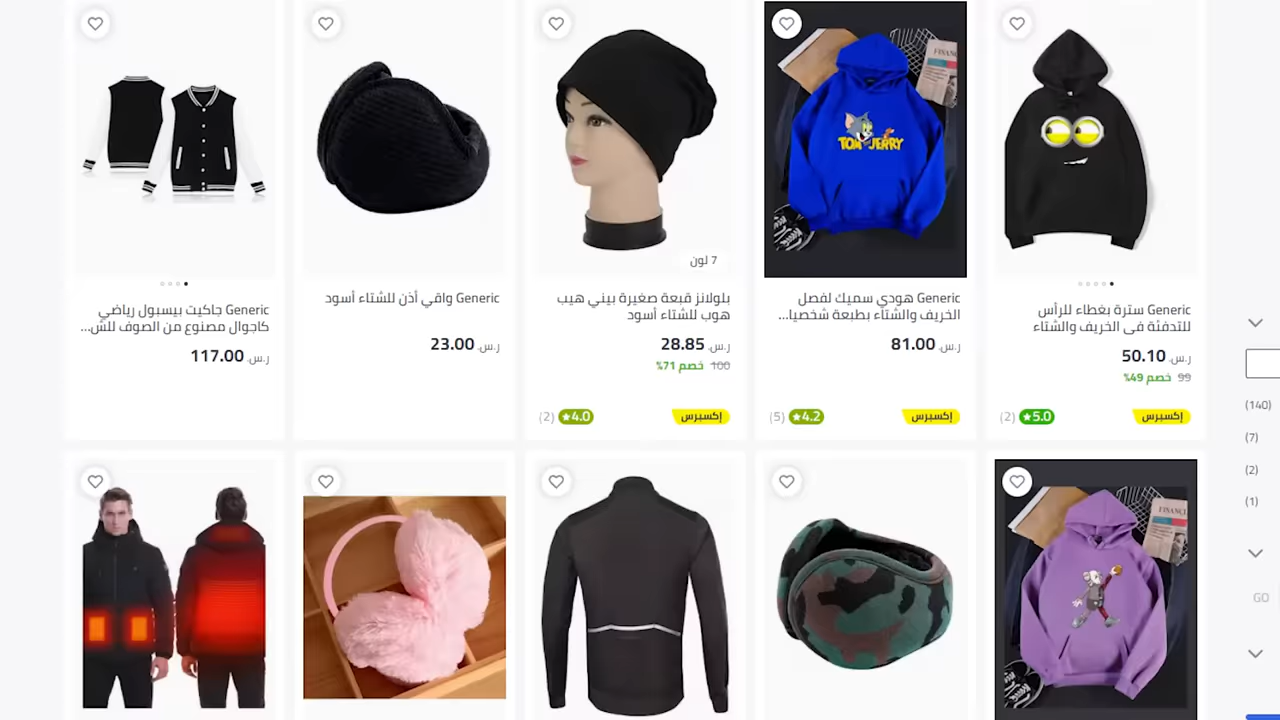 7 لون
TOM JERRY
FINANC
Generic سترة بغطاء للرأس
للتدفئة فى الخريف والشتاء
ر.س. 50.10
99 خصم 49%
إكسبرس
5.0 (2)
Generic هودي سميك لفصل
الخريف والشتاء بطبعة شخصيا...
ر.س. 81.00
إكسبرس
4.2 (5)
بلولانز قبعة صغيرة بيني هيب
هوب للشتاء أسود
ر.س. 28.85
100 خصم 71%
إكسبرس
4.0 (2)
Generic واقي أذن للشتاء أسود
ر.س. 23.00
Generic جاكيت بيسبول رياضي
كاجوال مصنوع من الصوف للش...
ر.س. 117.00
(140)
(7)
(2)
(1)
GO
FINANC